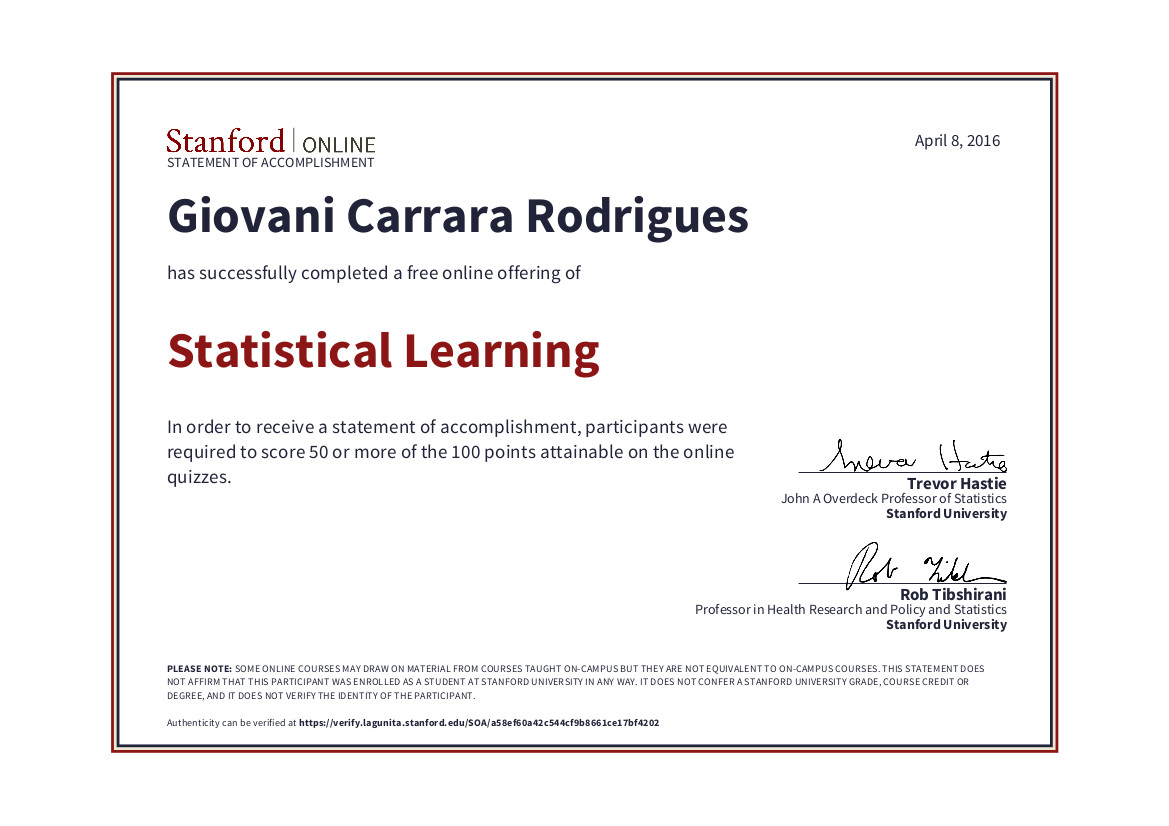 Stanford | ONLINE
April 8, 2016
STATEMENT OF ACCOMPLISHMENT
Giovani Carrara Rodrigues
has successfully completed a free online offering of
Statistical Learning
In order to receive a statement of accomplishment, participants were
required to score 50 or more of the 100 points attainable on the online
quizzes.
Trevor Hastie
Trevor Hastie
John A Overdeck Professor of Statistics
Stanford University
Rob Tibshirani
Professor in Health Research and Policy and Statistics
Stanford University
PLEASE NOTE: SOME ONLINE COURSES MAY DRAW ON MATERIAL FROM COURSES TAUGHT ON-CAMPUS BUT THEY ARE NOT EQUIVALENT TO ON-CAMPUS COURSES. THIS STATEMENT DOES
NOT AFFIRM THAT THIS PARTICIPANT WAS ENROLLED AS A STUDENT AT STANFORD UNIVERSITY IN ANY WAY. IT DOES NOT CONFER A STANFORD UNIVERSITY GRADE, COURSE CREDIT OR
DEGREE, AND IT DOES NOT VERIFY THE IDENTITY OF THE PARTICIPANT.
Authenticity can be verified at https://verify.lagunita.stanford.edu/SOA/a58ef60a42c544cf9b8661ce17bf4202